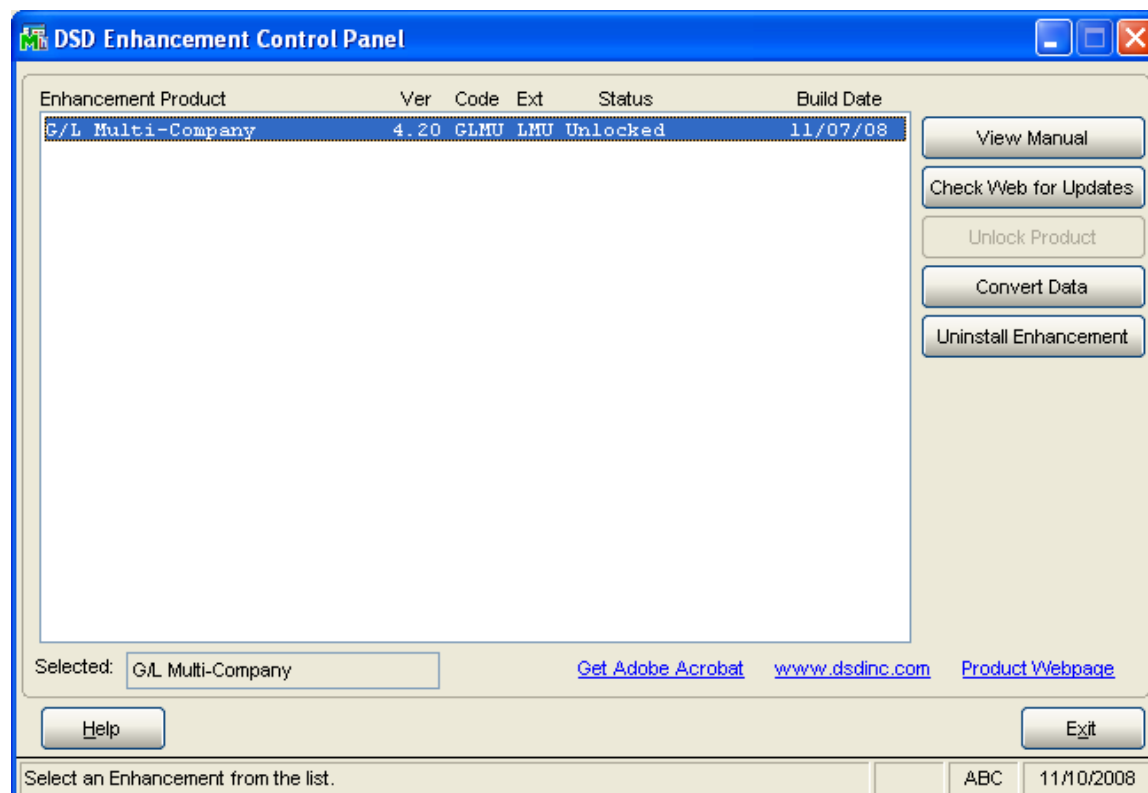 DSD Enhancement Control Panel
Enhancement Product Ver Code Ext Status Build Date
G/L Multi-Company 4.20 GLMU LMU Unlocked 11/07/08
View Manual
Check Web for Updates
Unlock Product
Convert Data
Uninstall Enhancement
Selected: G/L Multi-Company Get Adobe Acrobat www.dsdinc.com Product Webpage
Help Exit
Select an Enhancement from the list. ABC 11/10/2008